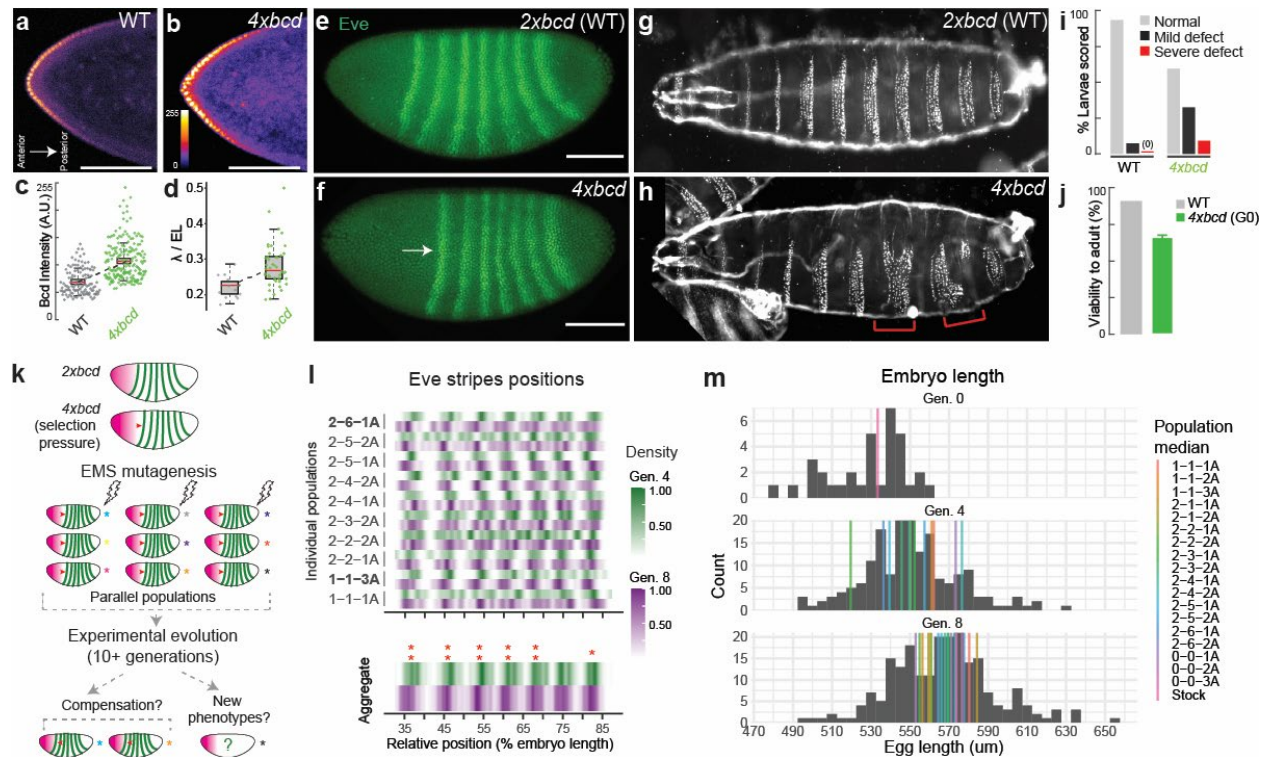 a WT
b 4xbcd
255
0
Anterior
Posterior
c
255
Bcd Intensity (A.U.)
0
WT
4xbcd
d
λ / EL
0.5
0.4
0.3
0.2
WT
4xbcd
e Eve 2xbcd (WT)
f 4xbcd
g 2xbcd (WT)
h 4xbcd
i
100
% Larvae scored
0
Normal
Mild defect
Severe defect
(0)
WT
4xbcd
j
100
Viability to adult (%)
0
WT
4xbcd (G0)
k
2xbcd
4xbcd
(selection
pressure)
EMS mutagenesis
* * *
* * *
* * *
Parallel populations
Experimental evolution
(10+ generations)
Compensation?
New
phenotypes?
* * ? *
l
Eve stripes positions
Individual populations
2-6-1A
2-5-2A
2-5-1A
2-4-2A
2-4-1A
2-3-2A
2-2-2A
2-2-1A
1-1-3A
1-1-1A
Density
Gen. 4
1.00
0.50
Gen. 8
1.00
0.50
* * * * *
* * * * * *
Aggregate
35 45 55 65 75 85
Relative position (% embryo length)
m
Embryo length
Gen. 0
6
4
2
0
Gen. 4
20
15
10
5
0
Gen. 8
20
15
10
5
0
Count
470 490 510 530 550 570 590 610 630 650
Egg length (um)
Population
median
1-1-1A
1-1-2A
1-1-3A
2-1-1A
2-1-2A
2-2-1A
2-2-2A
2-3-1A
2-3-2A
2-4-1A
2-4-2A
2-5-1A
2-5-2A
2-6-1A
2-6-2A
0-0-1A
0-0-2A
0-0-3A
Stock